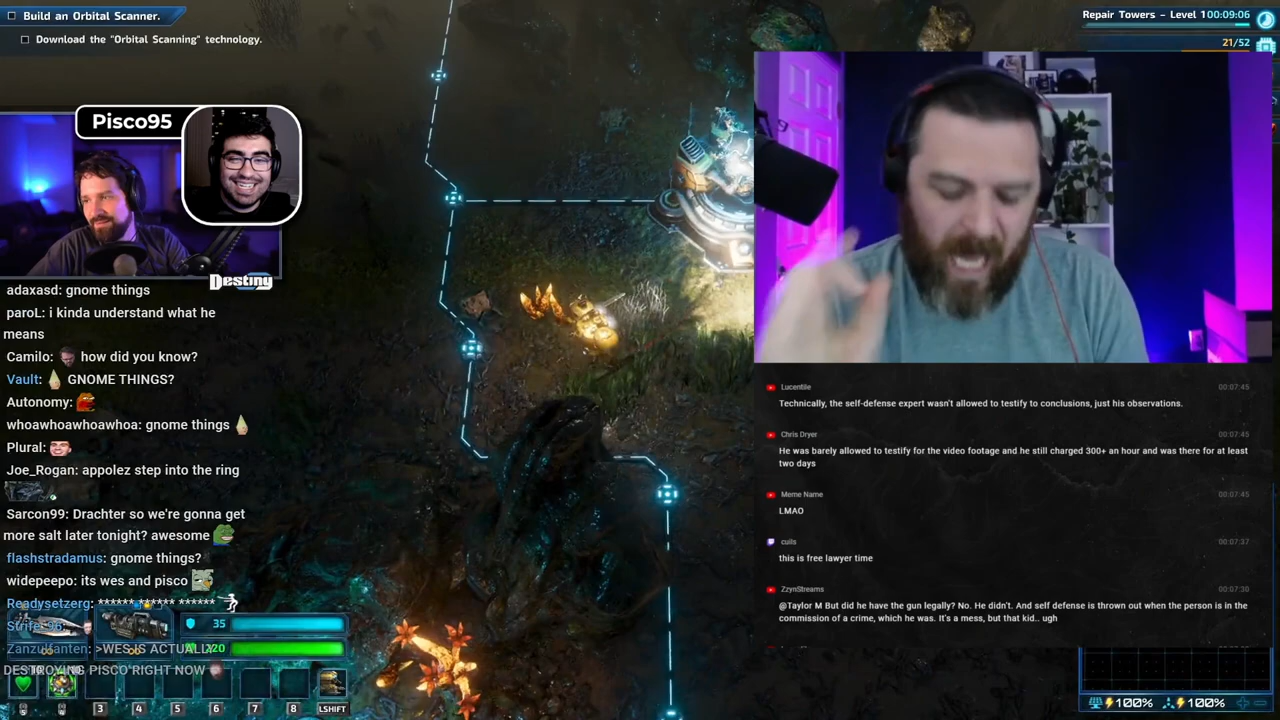 Build an Orbital Scanner.
Download the "Orbital Scanning" technology.
Repair Towers – Level 1 00:09:06
21/52
Pisco95
Destiny
adaxasd: gnome things
paroL: i kinda understand what he
means
Camilo: how did you know?
Vault: GNOME THINGS?
Autonomy:
whoawhoawhoawhoa: gnome things
Plural:
Joe_Rogan: appolez step into the ring
Sarcon99: Drachter so we're gonna get
more salt later tonight? awesome
flashstradamus: gnome things?
widepeepo: its wes and pisco
Readysetzerg: ****** ****** ******
Strife-96:
Zanzukanten: >WES IS ACTUALLY
DESTROYING PISCO RIGHT NOW
35
220
3 4 5 6 7 8 LSHIFT
Lucentile 00:07:45
Technically, the self-defense expert wasn't allowed to testify to conclusions, just his observations.
Chris Dryer 00:07:45
He was barely allowed to testify for the video footage and he still charged 300+ an hour and was there for at least
two days
Meme Name 00:07:45
LMAO
cuils 00:07:37
this is free lawyer time
ZzynStreams 00:07:30
@Taylor M But did he have the gun legally? No. He didn't. And self defense is thrown out when the person is in the
commission of a crime, which he was. It's a mess, but that kid.. ugh
100% 100%